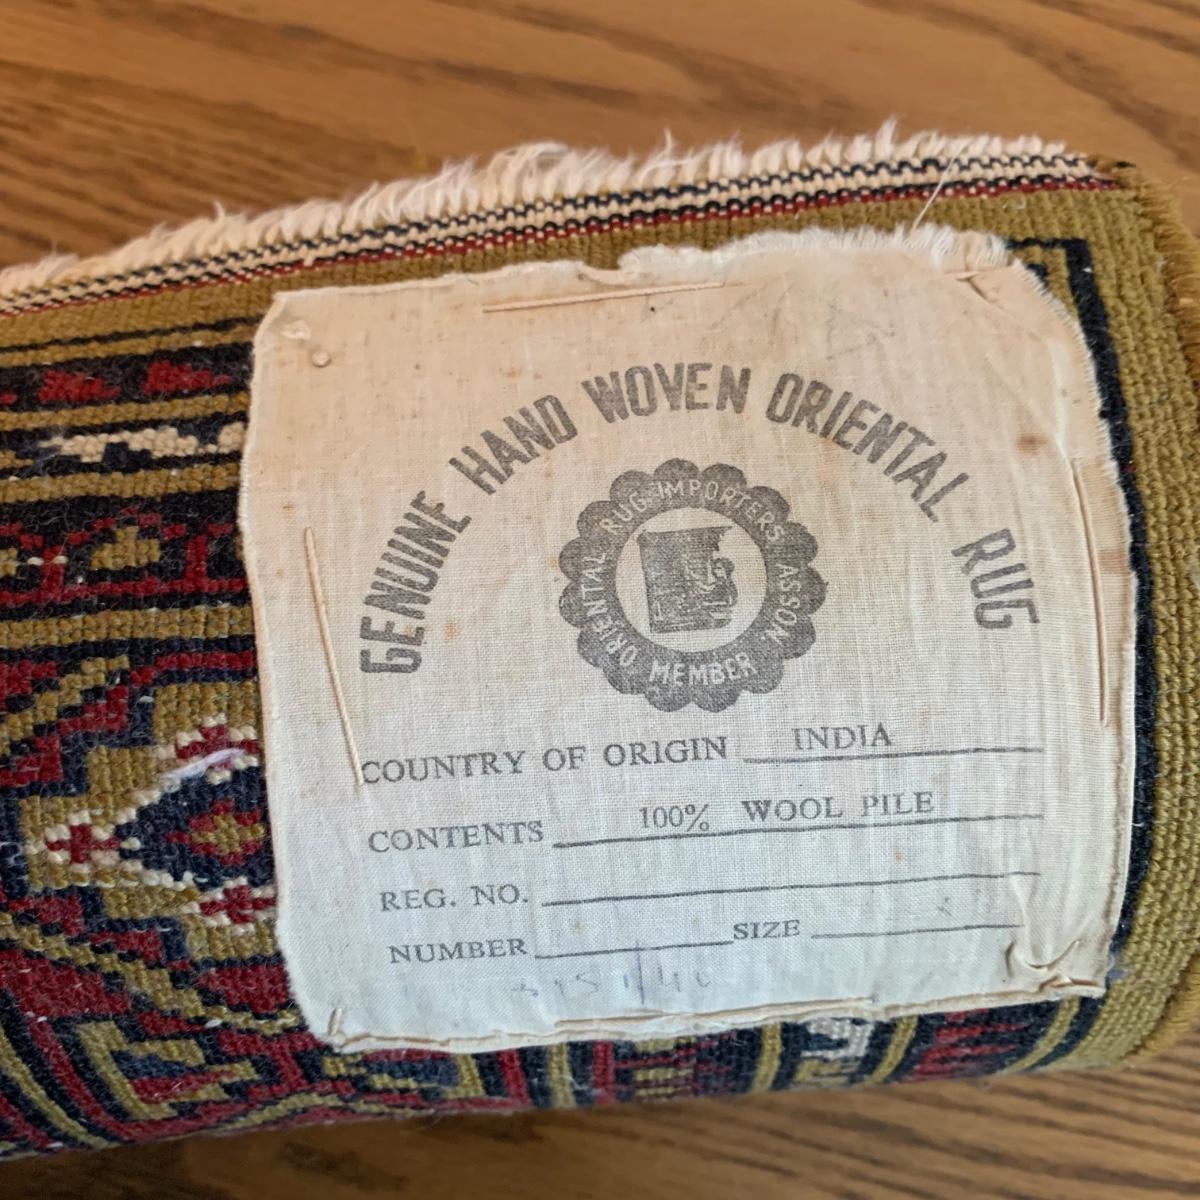 GENUINE HAND WOVEN ORIENTAL RUG
ORIENTAL RUG IMPORTERS ASSON.
MEMBER
COUNTRY OF ORIGIN INDIA
CONTENTS 100% WOOL PILE
REG. NO.
NUMBER SIZE